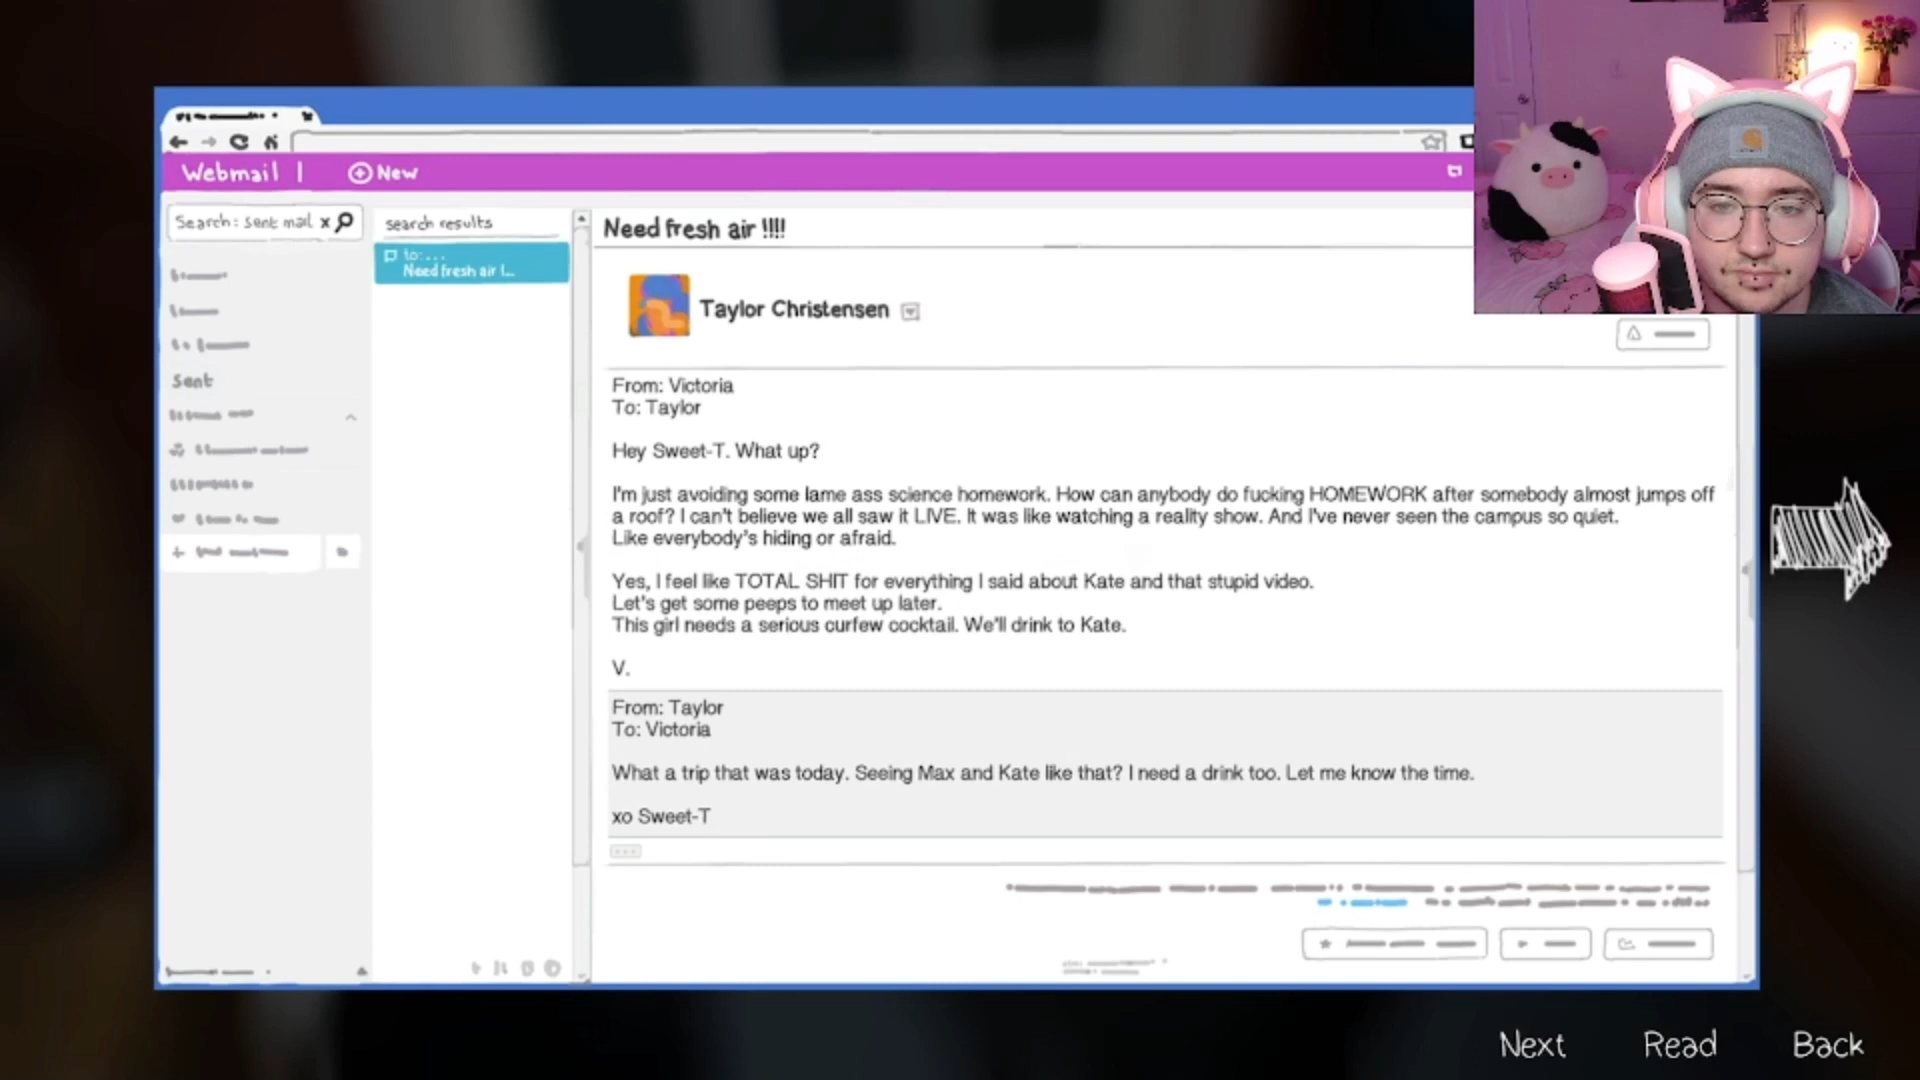 Webmail |
New
Search: sent mail x
search results
Need fresh air !!!!
to:...
Need fresh air !...
Taylor Christensen
Sent
From: Victoria
To: Taylor
Hey Sweet-T. What up?
I'm just avoiding some lame ass science homework. How can anybody do fucking HOMEWORK after somebody almost jumps off
a roof? I can't believe we all saw it LIVE. It was like watching a reality show. And I've never seen the campus so quiet.
Like everybody's hiding or afraid.
Yes, I feel like TOTAL SHIT for everything I said about Kate and that stupid video.
Let's get some peeps to meet up later.
This girl needs a serious curfew cocktail. We'll drink to Kate.
V.
From: Taylor
To: Victoria
What a trip that was today. Seeing Max and Kate like that? I need a drink too. Let me know the time.
xo Sweet-T
Next
Read
Back